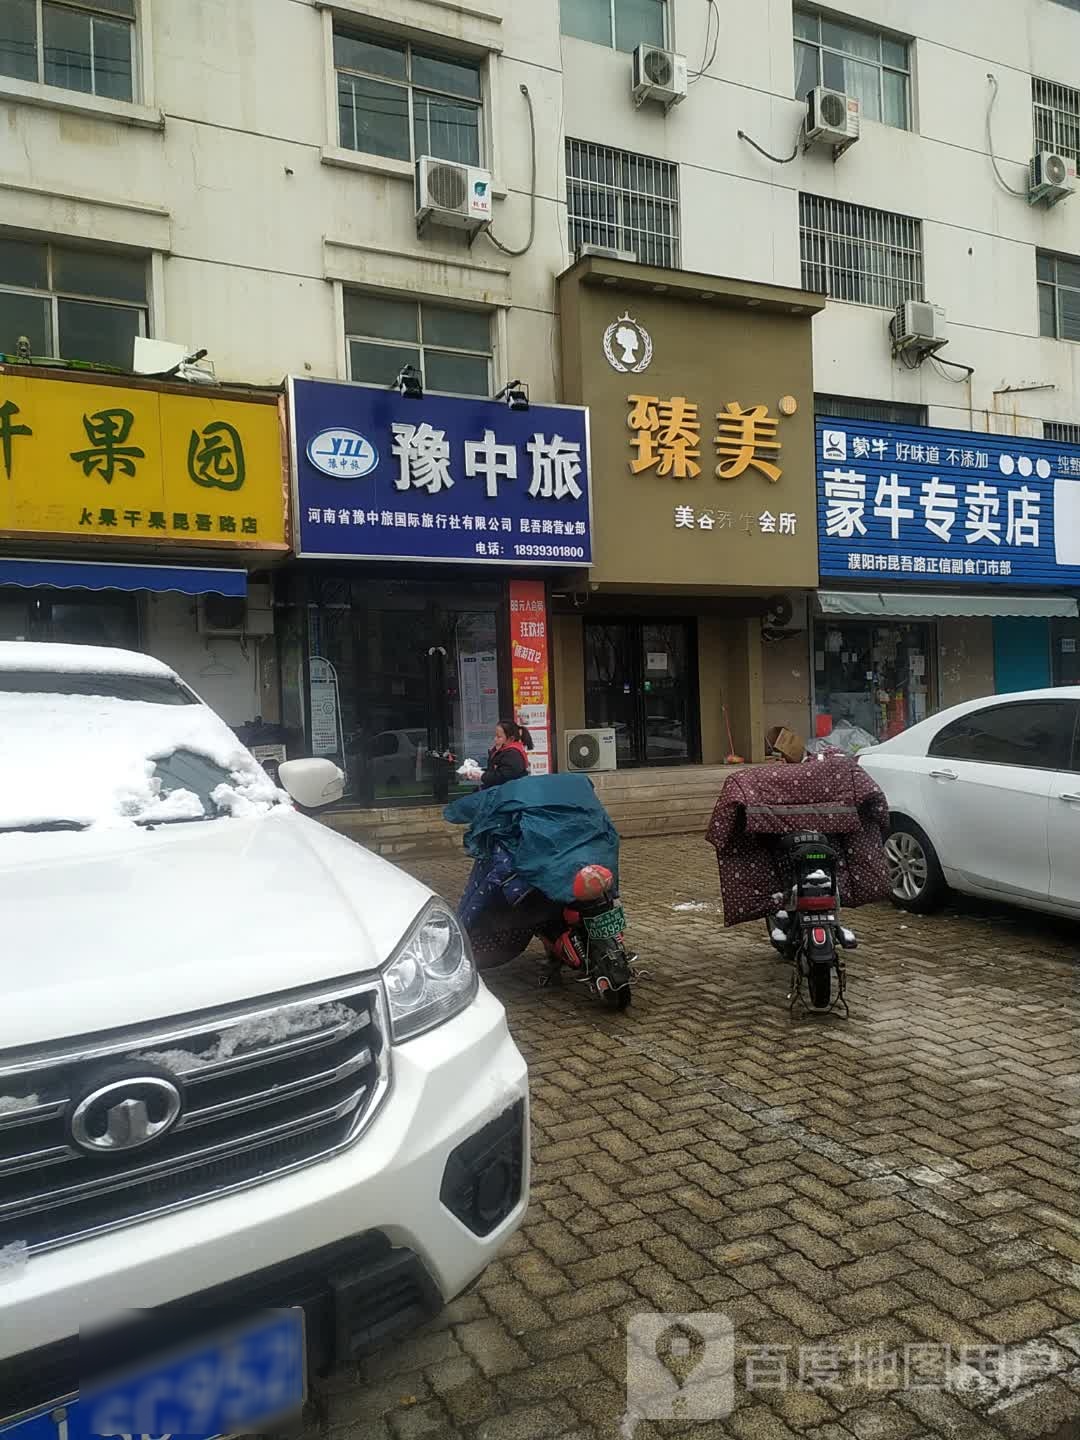 果园
火果干果昆吾路店
YZL
豫中旅
豫中旅
河南省豫中旅国际旅行社有限公司 昆吾路营业部
电话: 18939301800
臻美
美容养生会所
蒙牛 好味道 不添加
纯甄
蒙牛专卖店
濮阳市昆吾路正信副食门市部
狂欢抢
003952
百度地图用户